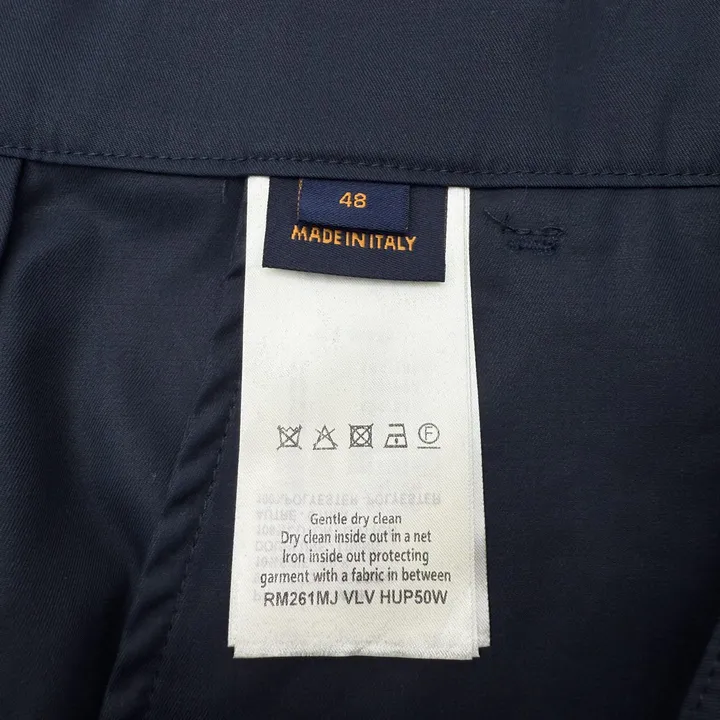 48
MADE IN ITALY
F
Gentle dry clean
Dry clean inside out in a net
Iron inside out protecting
garment with a fabric in between
RM261MJ VLV HUP50W